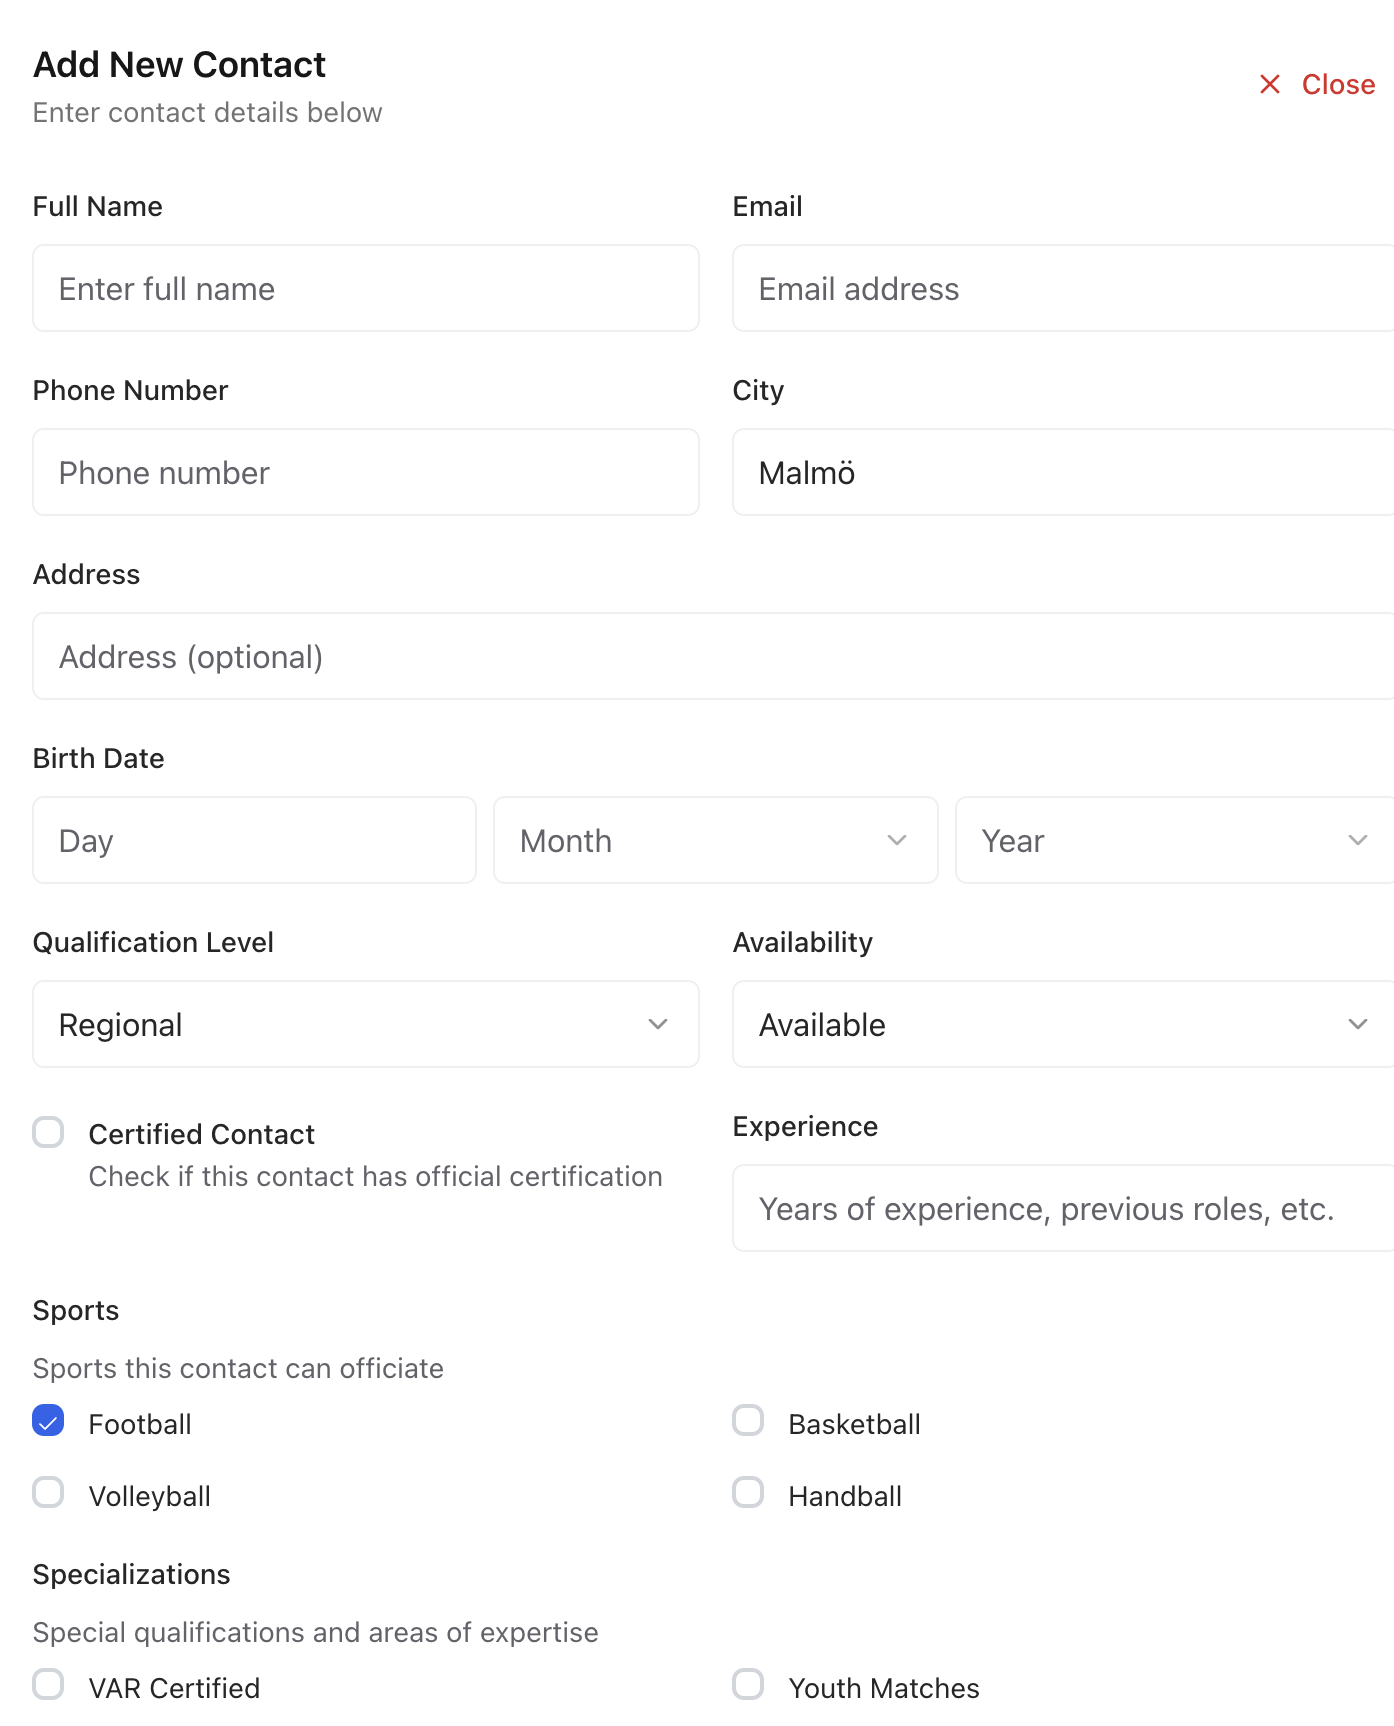 Add New Contact
Close
Enter contact details below
Full Name
Email
Enter full name
Email address
Phone Number
City
Phone number
Malmö
Address
Address (optional)
Birth Date
Day
Month
Year
Qualification Level
Availability
Regional
Available
Certified Contact
Check if this contact has official certification
Experience
Years of experience, previous roles, etc.
Sports
Sports this contact can officiate
Football
Basketball
Volleyball
Handball
Specializations
Special qualifications and areas of expertise
VAR Certified
Youth Matches